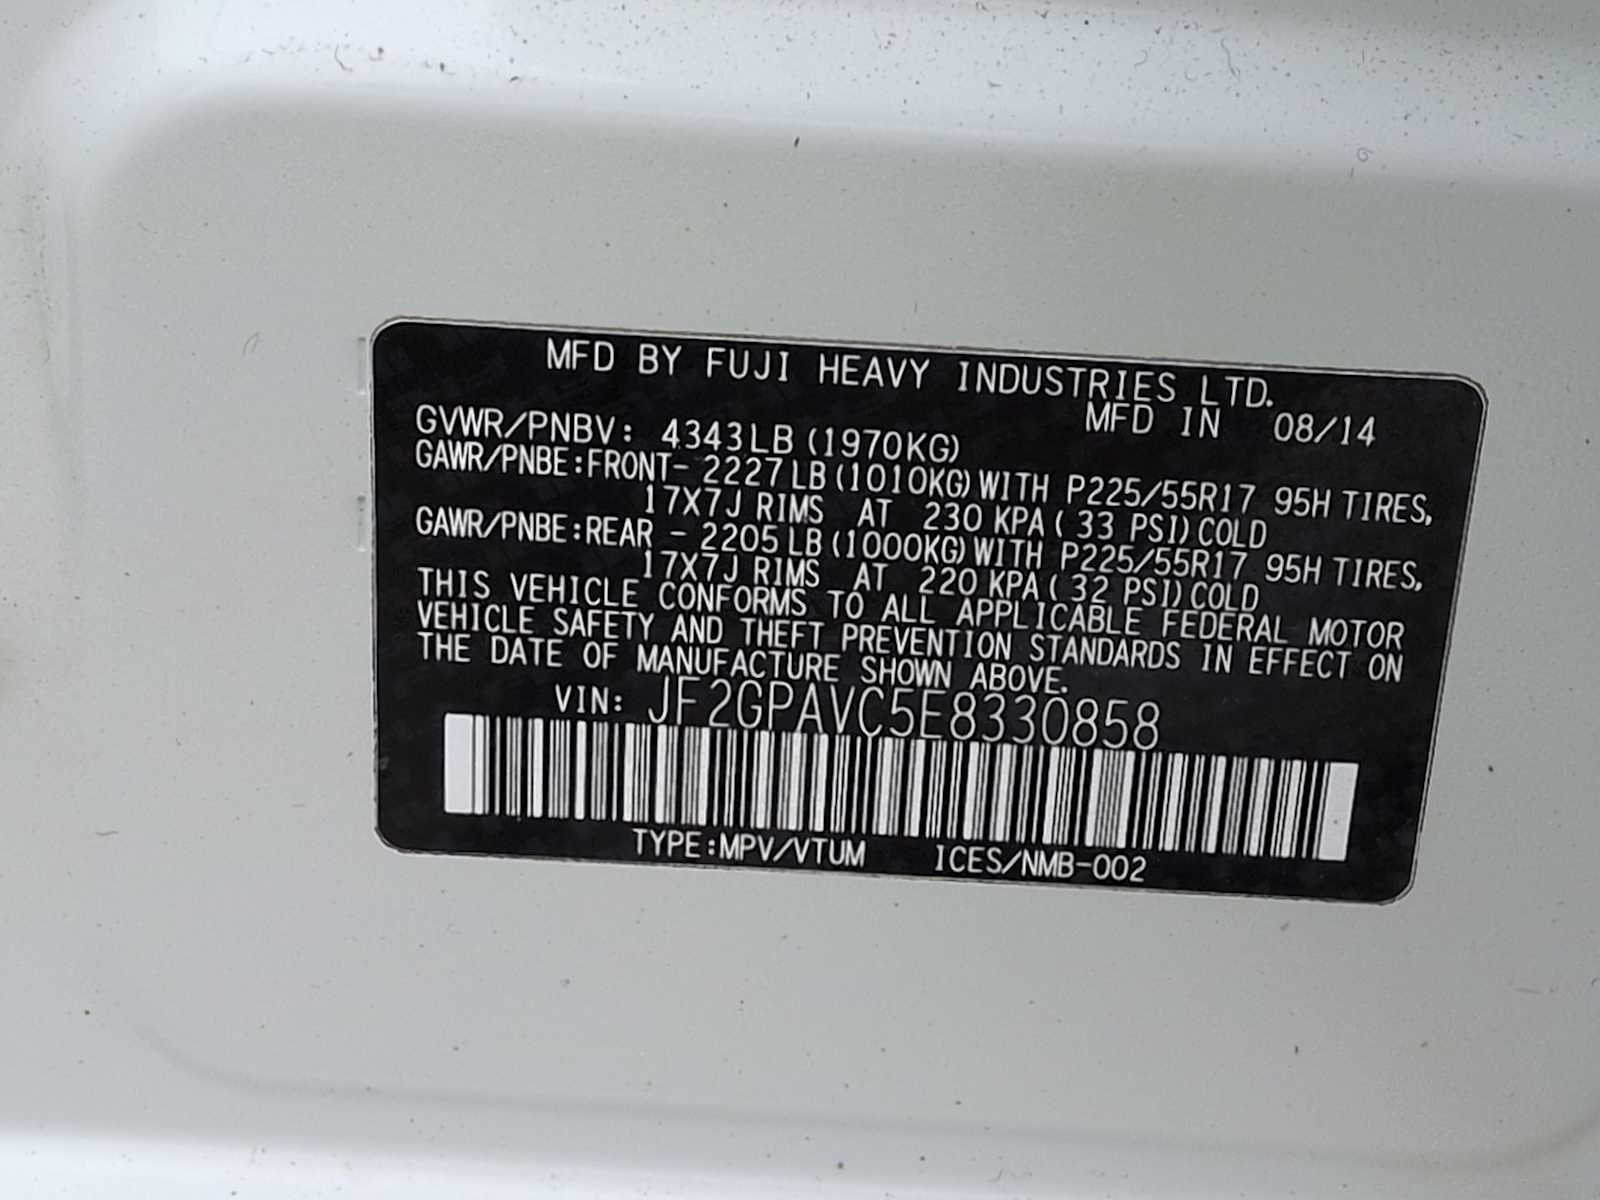 MFD BY FUJI HEAVY INDUSTRIES LTD.
MFD IN 08/14
GVWR/PNBV: 4343LB (1970KG)
GAWR/PNBE:FRONT- 2227 LB (1010KG) WITH P225/55R17 95H TIRES,
17X7J RIMS AT 230 KPA ( 33 PSI) COLD
GAWR/PNBE:REAR - 2205 LB (1000KG) WITH P225/55R17 95H TIRES,
17X7J RIMS AT 220 KPA ( 32 PSI) COLD
THIS VEHICLE CONFORMS TO ALL APPLICABLE FEDERAL MOTOR
VEHICLE SAFETY AND THEFT PREVENTION STANDARDS IN EFFECT ON
THE DATE OF MANUFACTURE SHOWN ABOVE.
VIN: JF2GPAVC5E8330858
TYPE:MPV/VTUM ICES/NMB-002